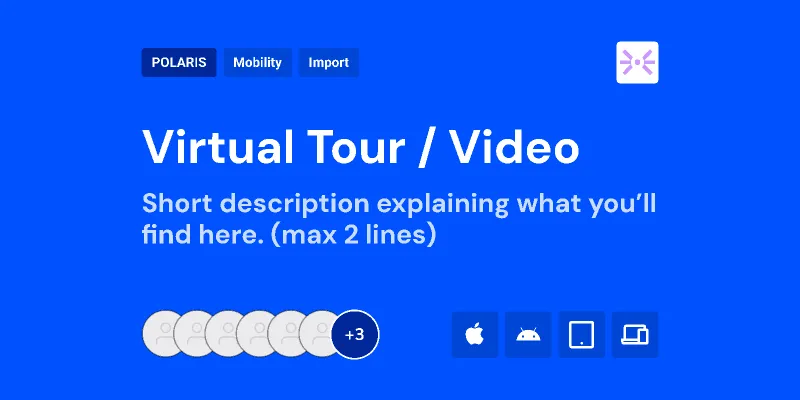 POLARIS Mobility Import
Virtual Tour / Video
Short description explaining what you’ll
find here. (max 2 lines)
+3